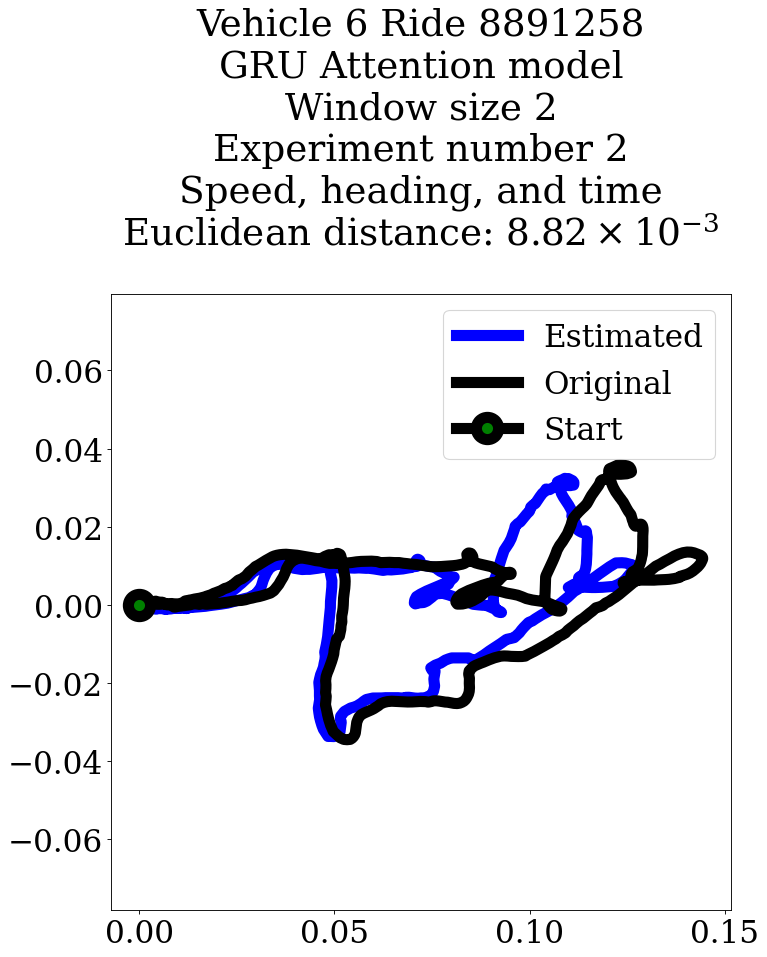 Vehicle 6 Ride 8891258
GRU Attention model
Window size 2
Experiment number 2
Speed, heading, and time
Euclidean distance: 8.82 × 10⁻³
Estimated
Original
Start
0.06
0.04
0.02
0.00
−0.02
−0.04
−0.06
0.00 0.05 0.10 0.15